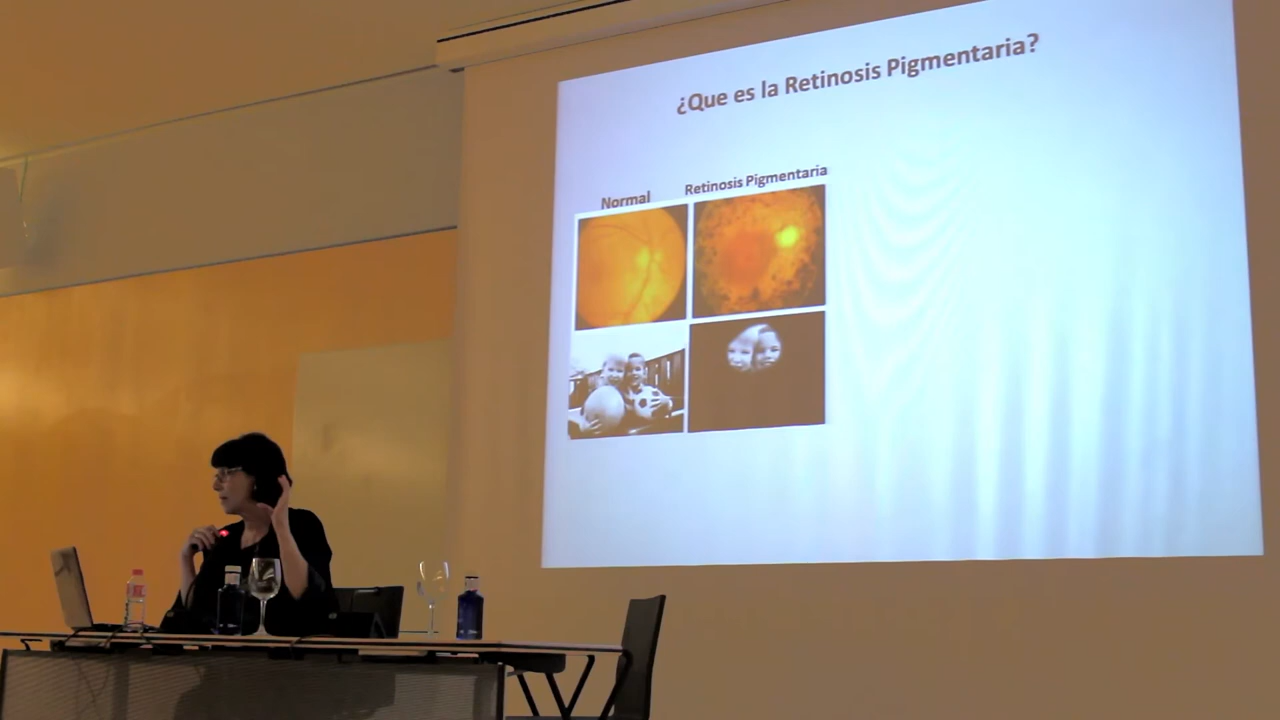 ¿Que es la Retinosis Pigmentaria?
Normal
Retinosis Pigmentaria